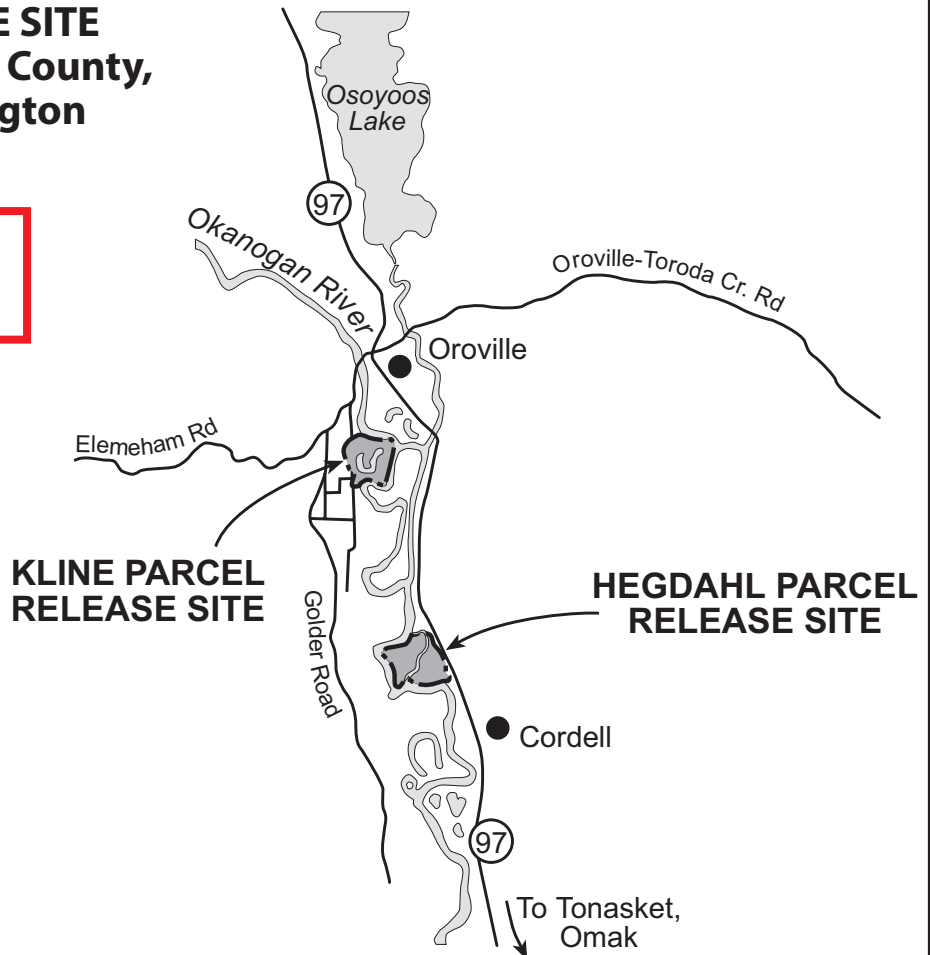 E SITE
County,
gton
Osoyoos
Lake
97
Okanogan River
Oroville-Toroda Cr. Rd
Oroville
Elemeham Rd
KLINE PARCEL
RELEASE SITE
HEGDAHL PARCEL
RELEASE SITE
Golder Road
Cordell
97
To Tonasket,
Omak